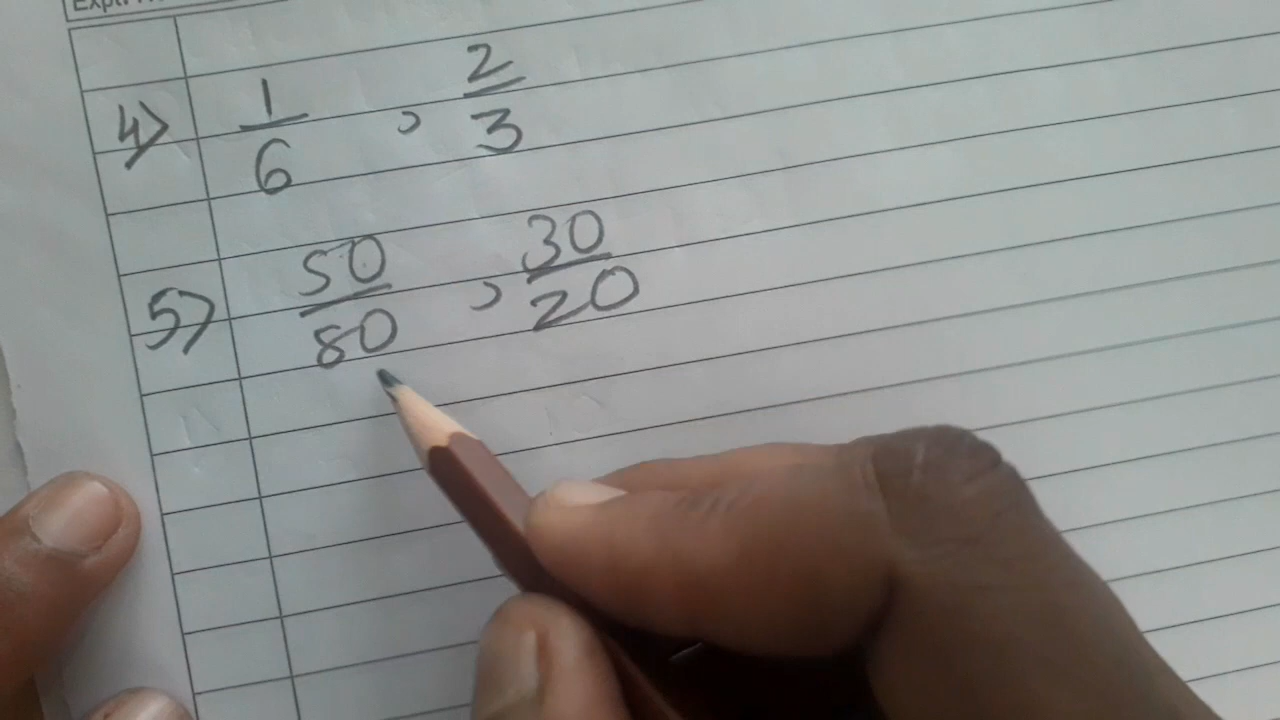 4) 1/6 , 2/3
5) 50/80 , 30/20